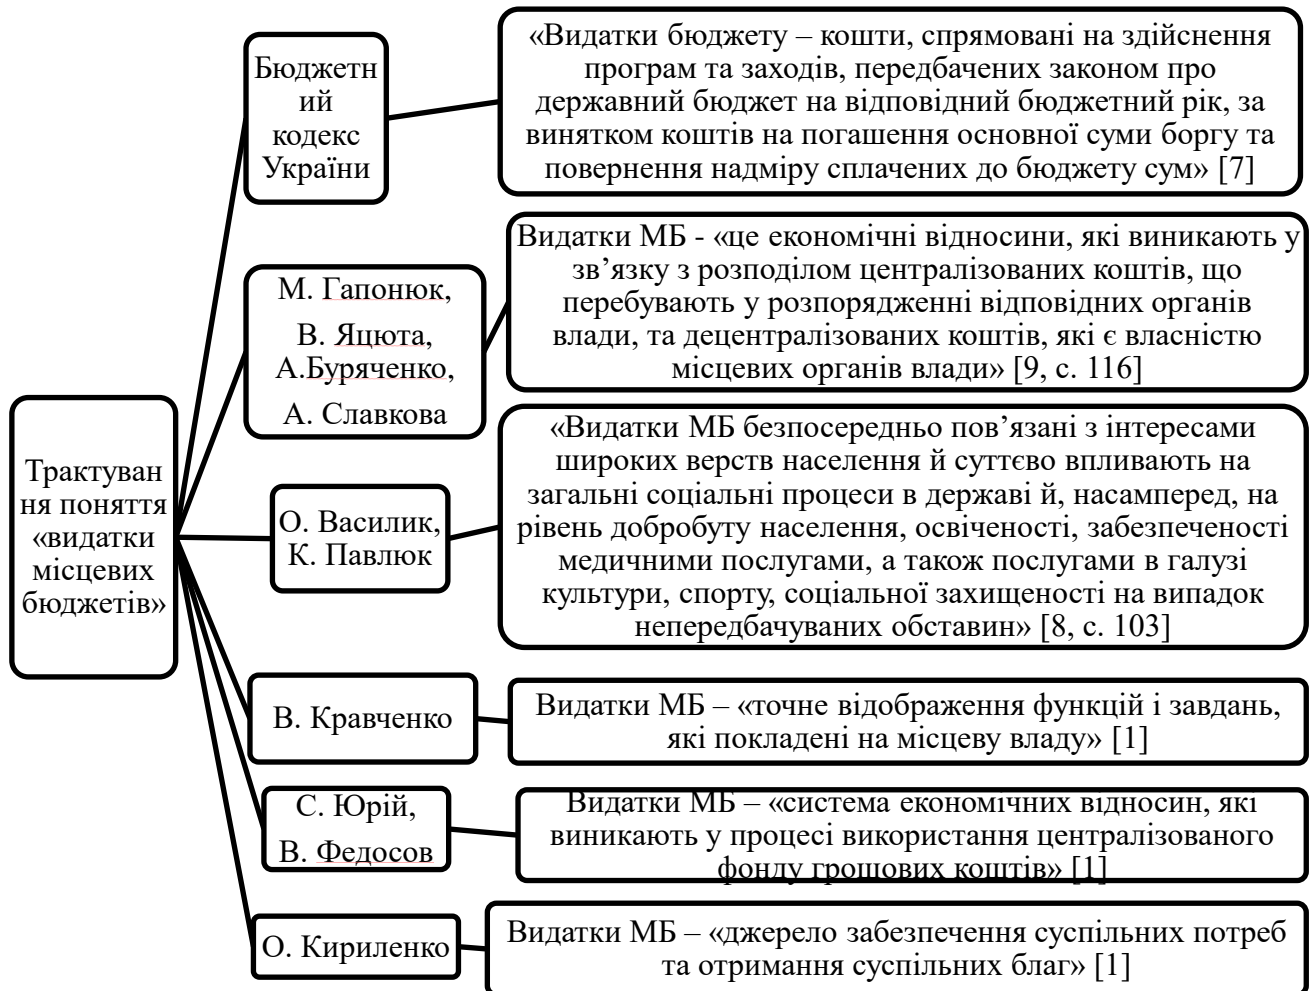 Трактуван
ня поняття
«видатки
місцевих
бюджетів»
Бюджетн
ий
кодекс
України
«Видатки бюджету – кошти, спрямовані на здійснення
програм та заходів, передбачених законом про
державний бюджет на відповідний бюджетний рік, за
винятком коштів на погашення основної суми боргу та
повернення надміру сплачених до бюджету сум» [7]
М. Гапонюк,
В. Яцюта,
А.Буряченко,
А. Славкова
Видатки МБ - «це економічні відносини, які виникають у
зв’язку з розподілом централізованих коштів, що
перебувають у розпорядженні відповідних органів
влади, та децентралізованих коштів, які є власністю
місцевих органів влади» [9, с. 116]
О. Василик,
К. Павлюк
«Видатки МБ безпосередньо пов’язані з інтересами
широких верств населення й суттєво впливають на
загальні соціальні процеси в державі й, насамперед, на
рівень добробуту населення, освіченості, забезпеченості
медичними послугами, а також послугами в галузі
культури, спорту, соціальної захищеності на випадок
непередбачуваних обставин» [8, с. 103]
В. Кравченко
Видатки МБ – «точне відображення функцій і завдань,
які покладені на місцеву владу» [1]
С. Юрій,
В. Федосов
Видатки МБ – «система економічних відносин, які
виникають у процесі використання централізованого
фонду грошових коштів» [1]
О. Кириленко
Видатки МБ – «джерело забезпечення суспільних потреб
та отримання суспільних благ» [1]